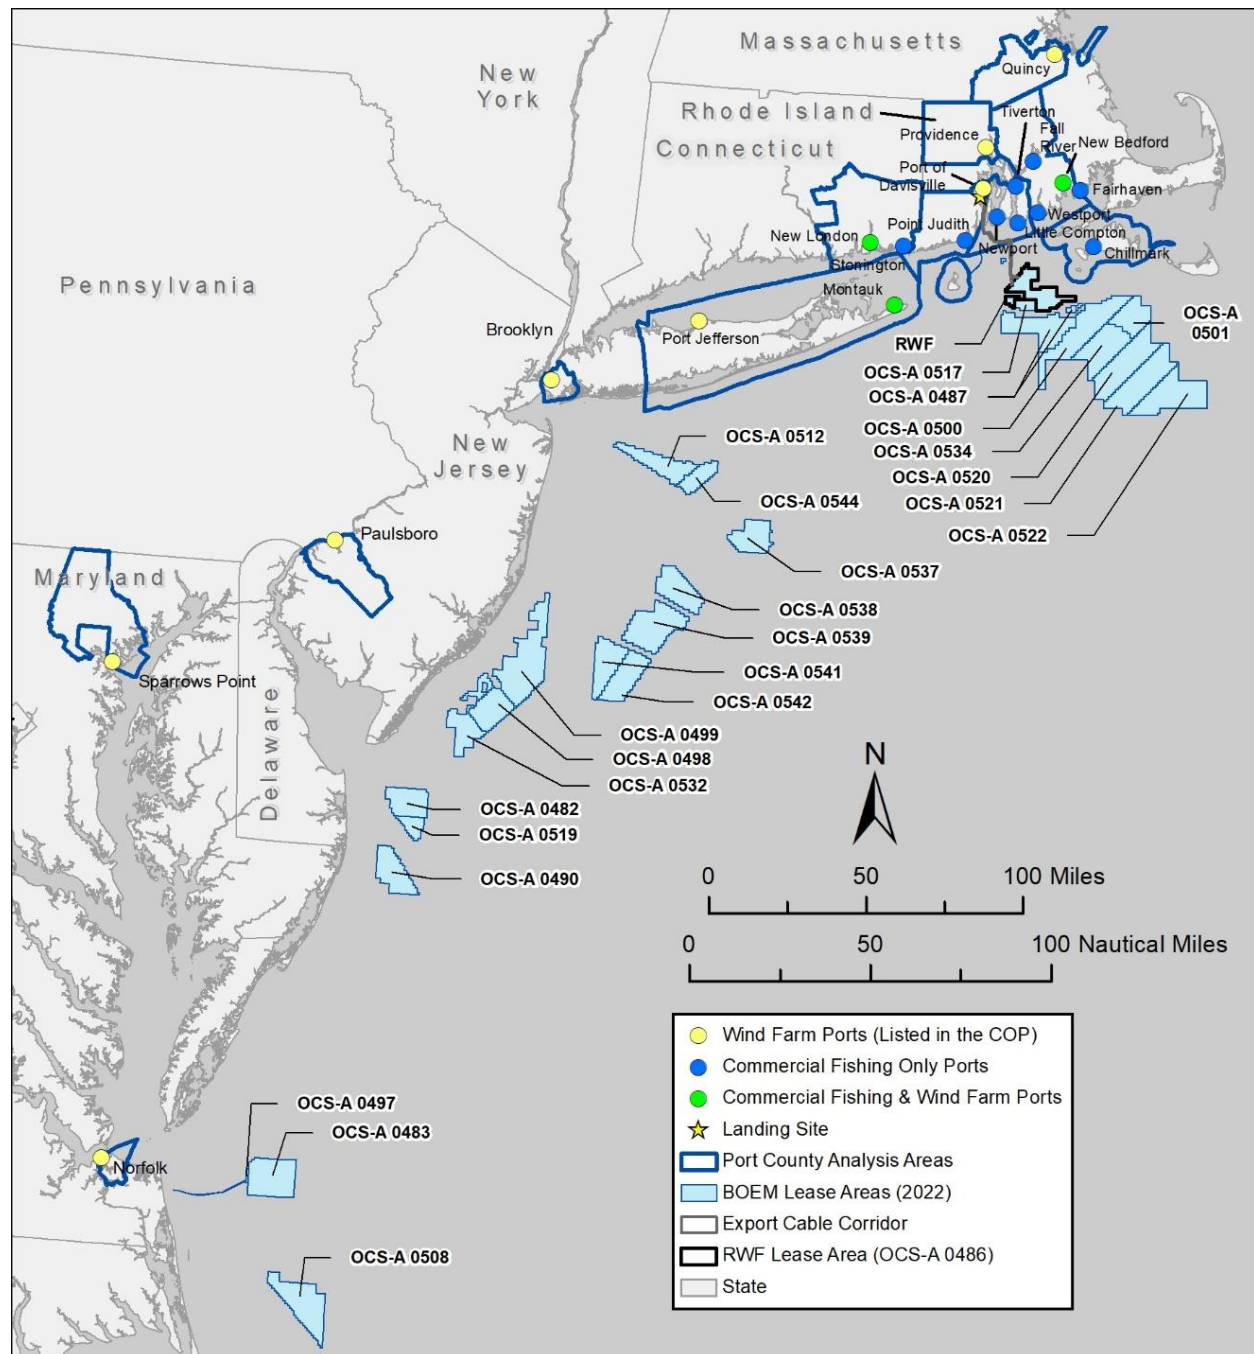 Massachusetts
New
York
Quincy
Rhode Island
Tiverton
Providence
Fall
River
New Bedford
Connecticut
Port of
Davisville
Fairhaven
Point Judith
Westport
New London
Little Compton
Newport
Stonington
Chillmark
Montauk
Pennsylvania
Brooklyn
Port Jefferson
RWF
OCS-A
0501
OCS-A 0517
OCS-A 0487
OCS-A 0500
OCS-A 0534
OCS-A 0520
OCS-A 0521
OCS-A 0522
New
Jersey
OCS-A 0512
OCS-A 0544
Paulsboro
OCS-A 0537
Maryland
OCS-A 0538
OCS-A 0539
OCS-A 0541
Sparrows Point
OCS-A 0542
Delaware
OCS-A 0499
OCS-A 0498
OCS-A 0532
OCS-A 0482
OCS-A 0519
OCS-A 0490
N
0 50 100 Miles
0 50 100 Nautical Miles
Wind Farm Ports (Listed in the COP)
Commercial Fishing Only Ports
Commercial Fishing & Wind Farm Ports
Landing Site
Port County Analysis Areas
BOEM Lease Areas (2022)
Export Cable Corridor
RWF Lease Area (OCS-A 0486)
State
OCS-A 0497
OCS-A 0483
Norfolk
OCS-A 0508